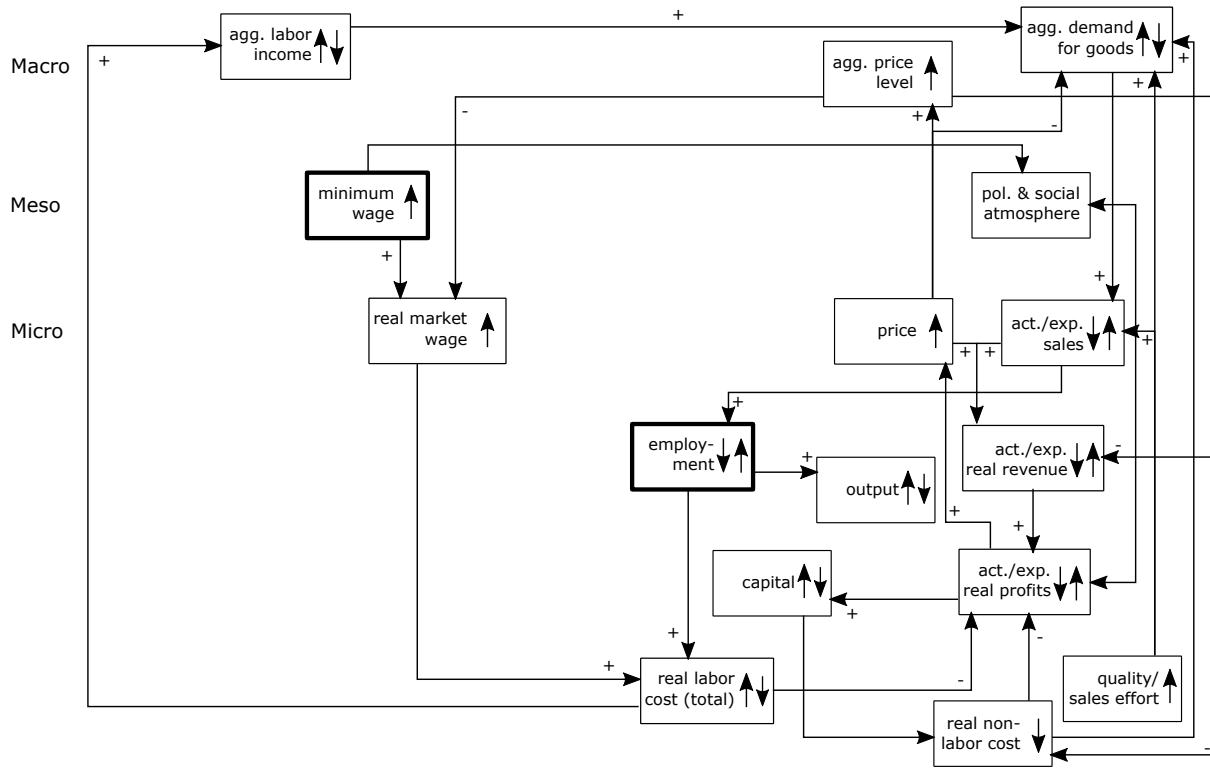 +
agg. labor
income
+
agg. demand
for goods
+
Macro
agg. price
level
+
-
+
-
minimum
wage
pol. & social
atmosphere
Meso
+
+
Micro
real market
wage
price
act./exp.
sales
+
+
+
+
employ-
ment
+
output
act./exp.
real revenue
-
+
+
capital
act./exp.
real profits
+
+
-
+
real labor
cost (total)
-
quality/
sales effort
real non-
labor cost
-